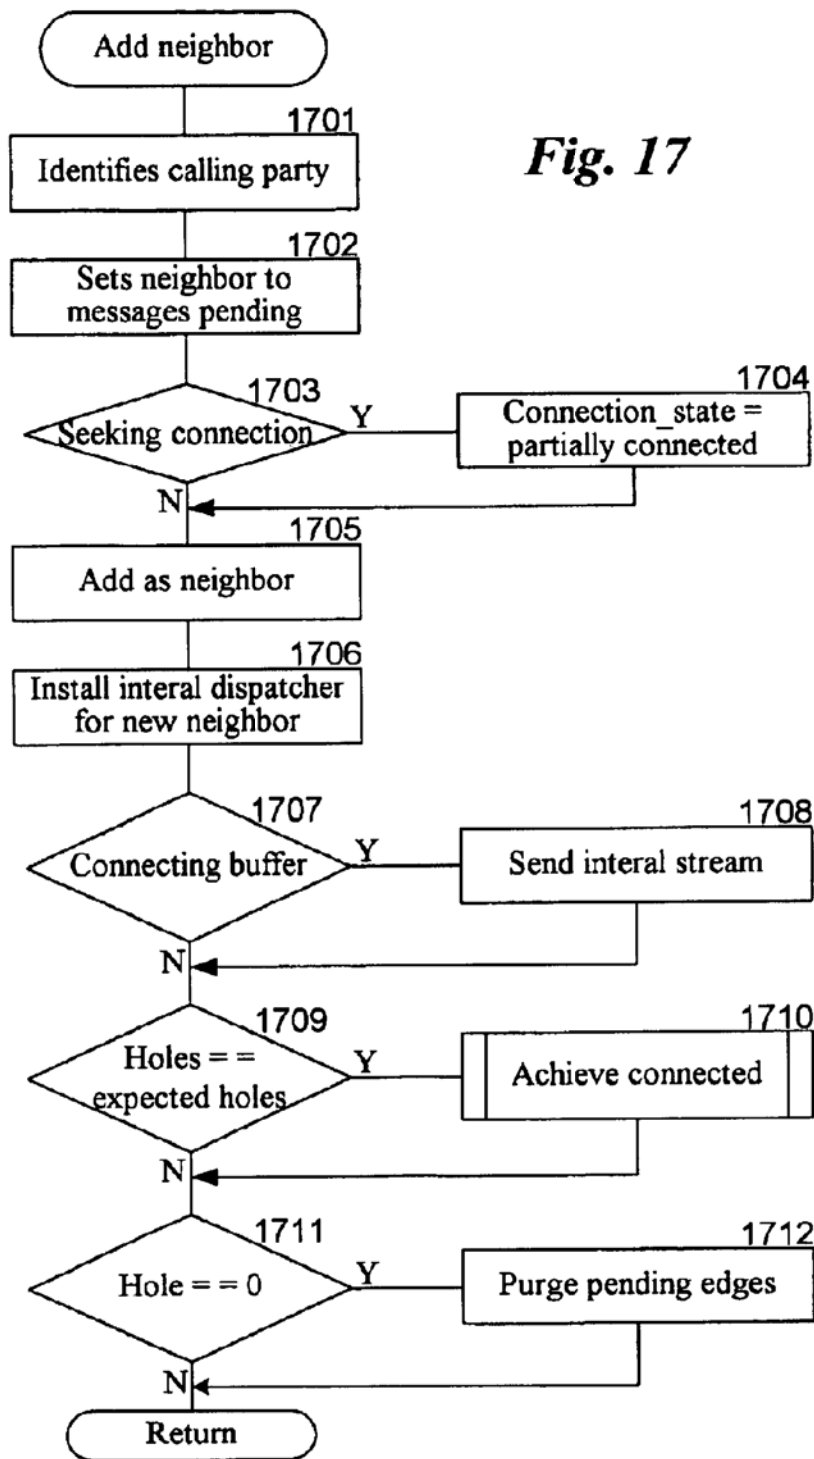 Add neighbor
1701
Fig. 17
Identifies calling party
1702
Sets neighbor to
messages pending
1703
1704
Seeking connection
Y
Connection_state =
partially connected
N
1705
Add as neighbor
1706
Install interal dispatcher
for new neighbor
1707
1708
Connecting buffer
Y
Send interal stream
N
1709
1710
Holes = =
expected holes
Y
Achieve connected
N
1711
1712
Hole = = 0
Y
Purge pending edges
N
Return